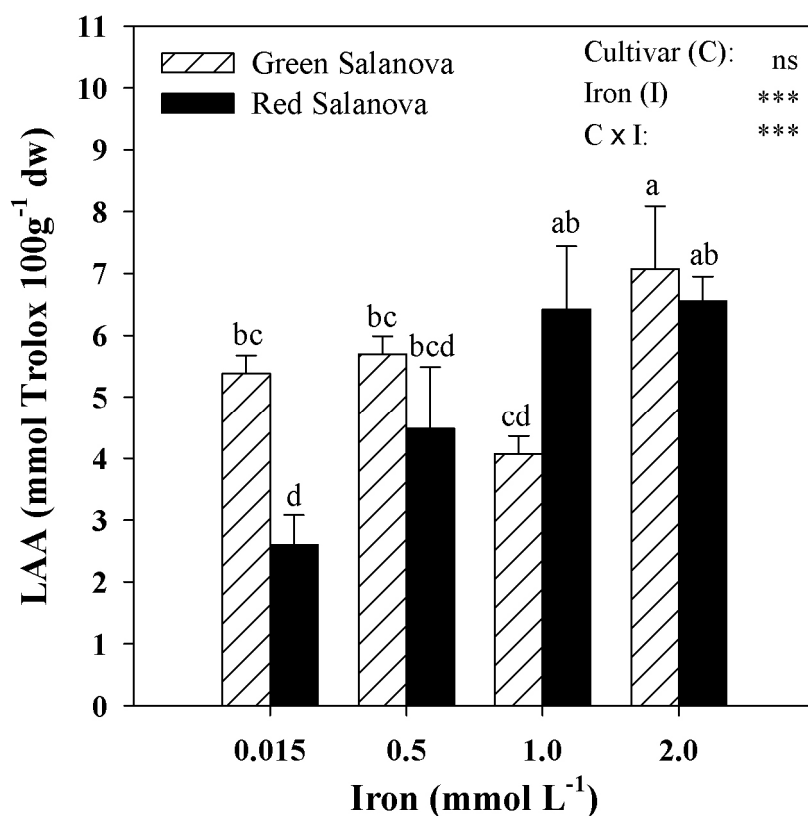 LAA (mmol Trolox 100g⁻¹ dw)
11
10
9
8
7
6
5
4
3
2
1
0
Green Salanova
Red Salanova
Cultivar (C): ns
Iron (I) ***
C x I: ***
bc
d
bc
bcd
cd
ab
a
ab
0.015 0.5 1.0 2.0
Iron (mmol L⁻¹)